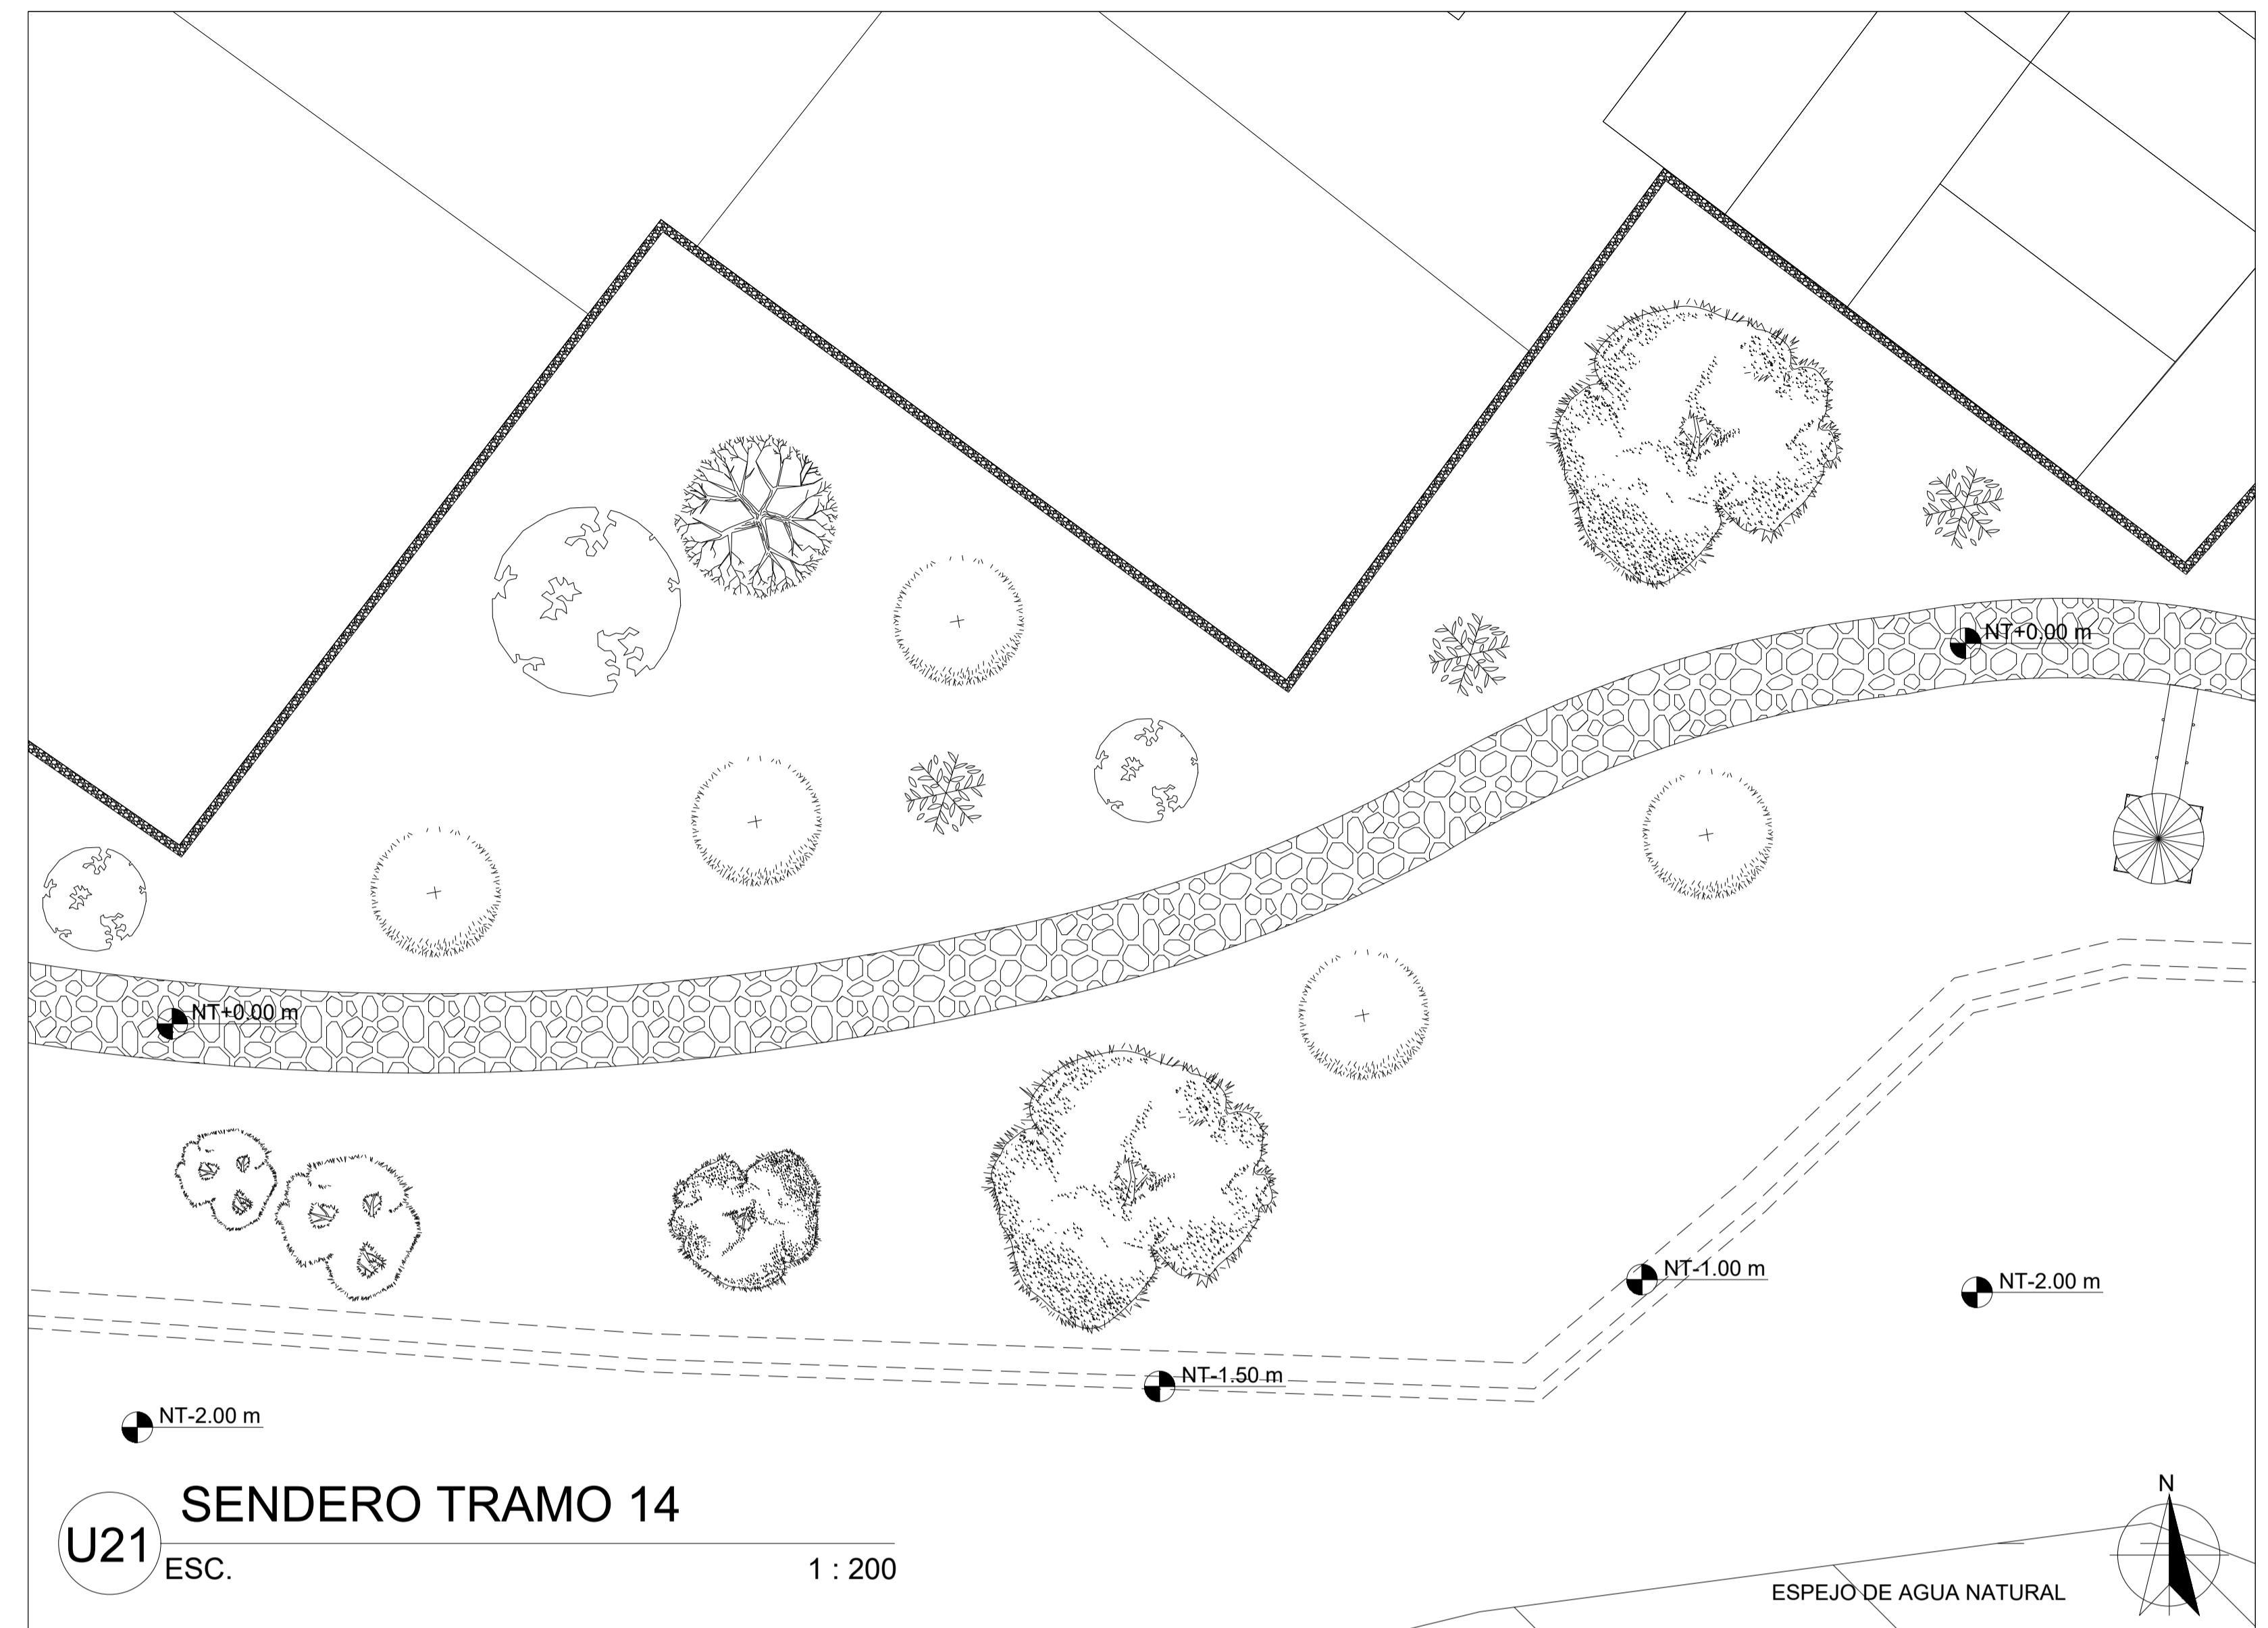 NT+0.00 m
NT+0.00 m
NT-1.00 m
NT-2.00 m
NT-1.50 m
NT-2.00 m
SENDERO TRAMO 14
U21
ESC. 1 : 200
N
ESPEJO DE AGUA NATURAL